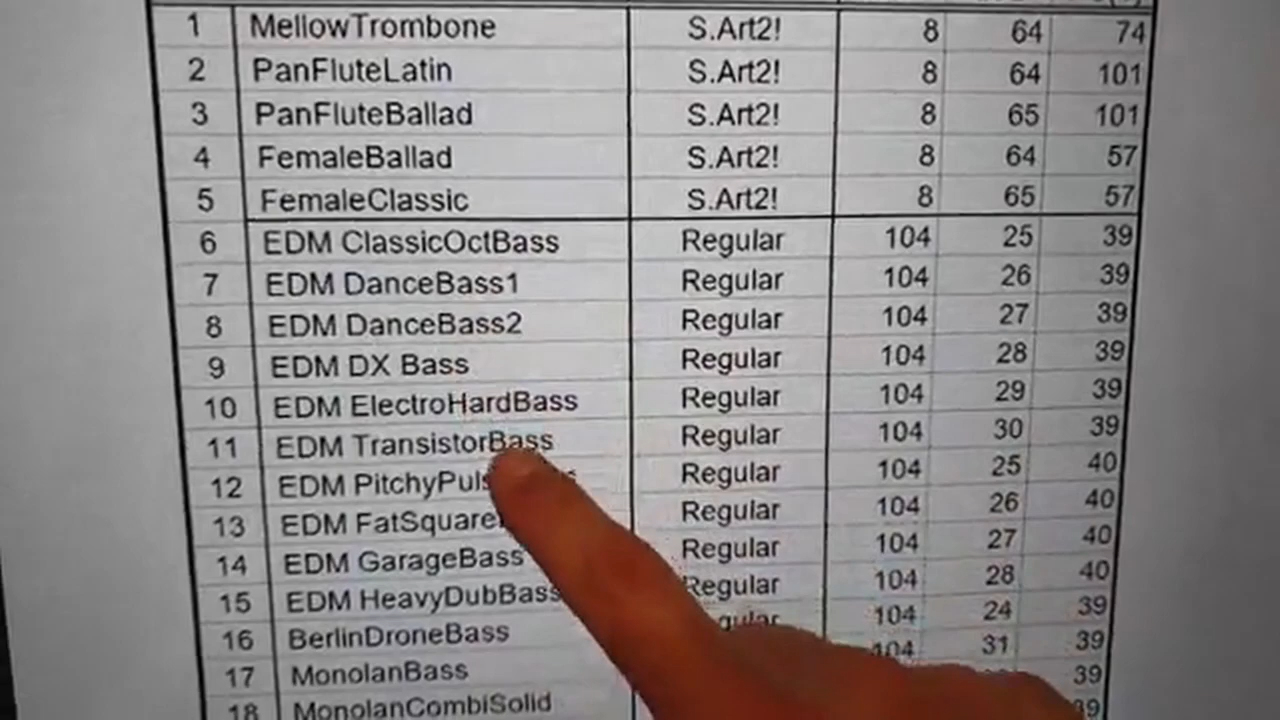 1 MellowTrombone S.Art2! 8 64 74
2 PanFluteLatin S.Art2! 8 64 101
3 PanFluteBallad S.Art2! 8 65 101
4 FemaleBallad S.Art2! 8 64 57
5 FemaleClassic S.Art2! 8 65 57
6 EDM ClassicOctBass Regular 104 25 39
7 EDM DanceBass1 Regular 104 26 39
8 EDM DanceBass2 Regular 104 27 39
9 EDM DX Bass Regular 104 28 39
10 EDM ElectroHardBass Regular 104 29 39
11 EDM TransistorBass Regular 104 30 39
12 EDM Regular 104 25 40
13 EDM Regular 104 26 40
14 EDM GarageBass Regular 104 27 40
15 EDM HeavyDubBass Regular 104 28 40
16 BerlinDroneBass 104 24 39
17 MonolanBass 104 31 39
18 MonolanCombiSolid 39